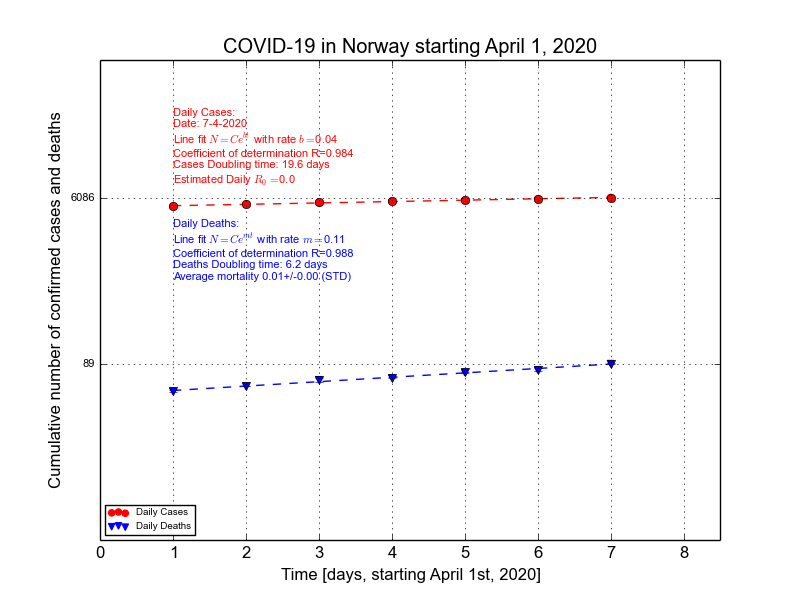 COVID-19 in Norway starting April 1, 2020
Cumulative number of confirmed cases and deaths
Daily Cases:
Date: 7-4-2020
Line fit N=Ce^{bt} with rate b=0.04
Coefficient of determination R=0.984
Cases Doubling time: 19.6 days
Estimated Daily R_0=0.0
6086
Daily Deaths:
Line fit N=Ce^{mt} with rate m=0.11
Coefficient of determination R=0.988
Deaths Doubling time: 6.2 days
Average mortality 0.01+/-0.00 (STD)
89
Daily Cases
Daily Deaths
0 1 2 3 4 5 6 7 8
Time [days, starting April 1st, 2020]